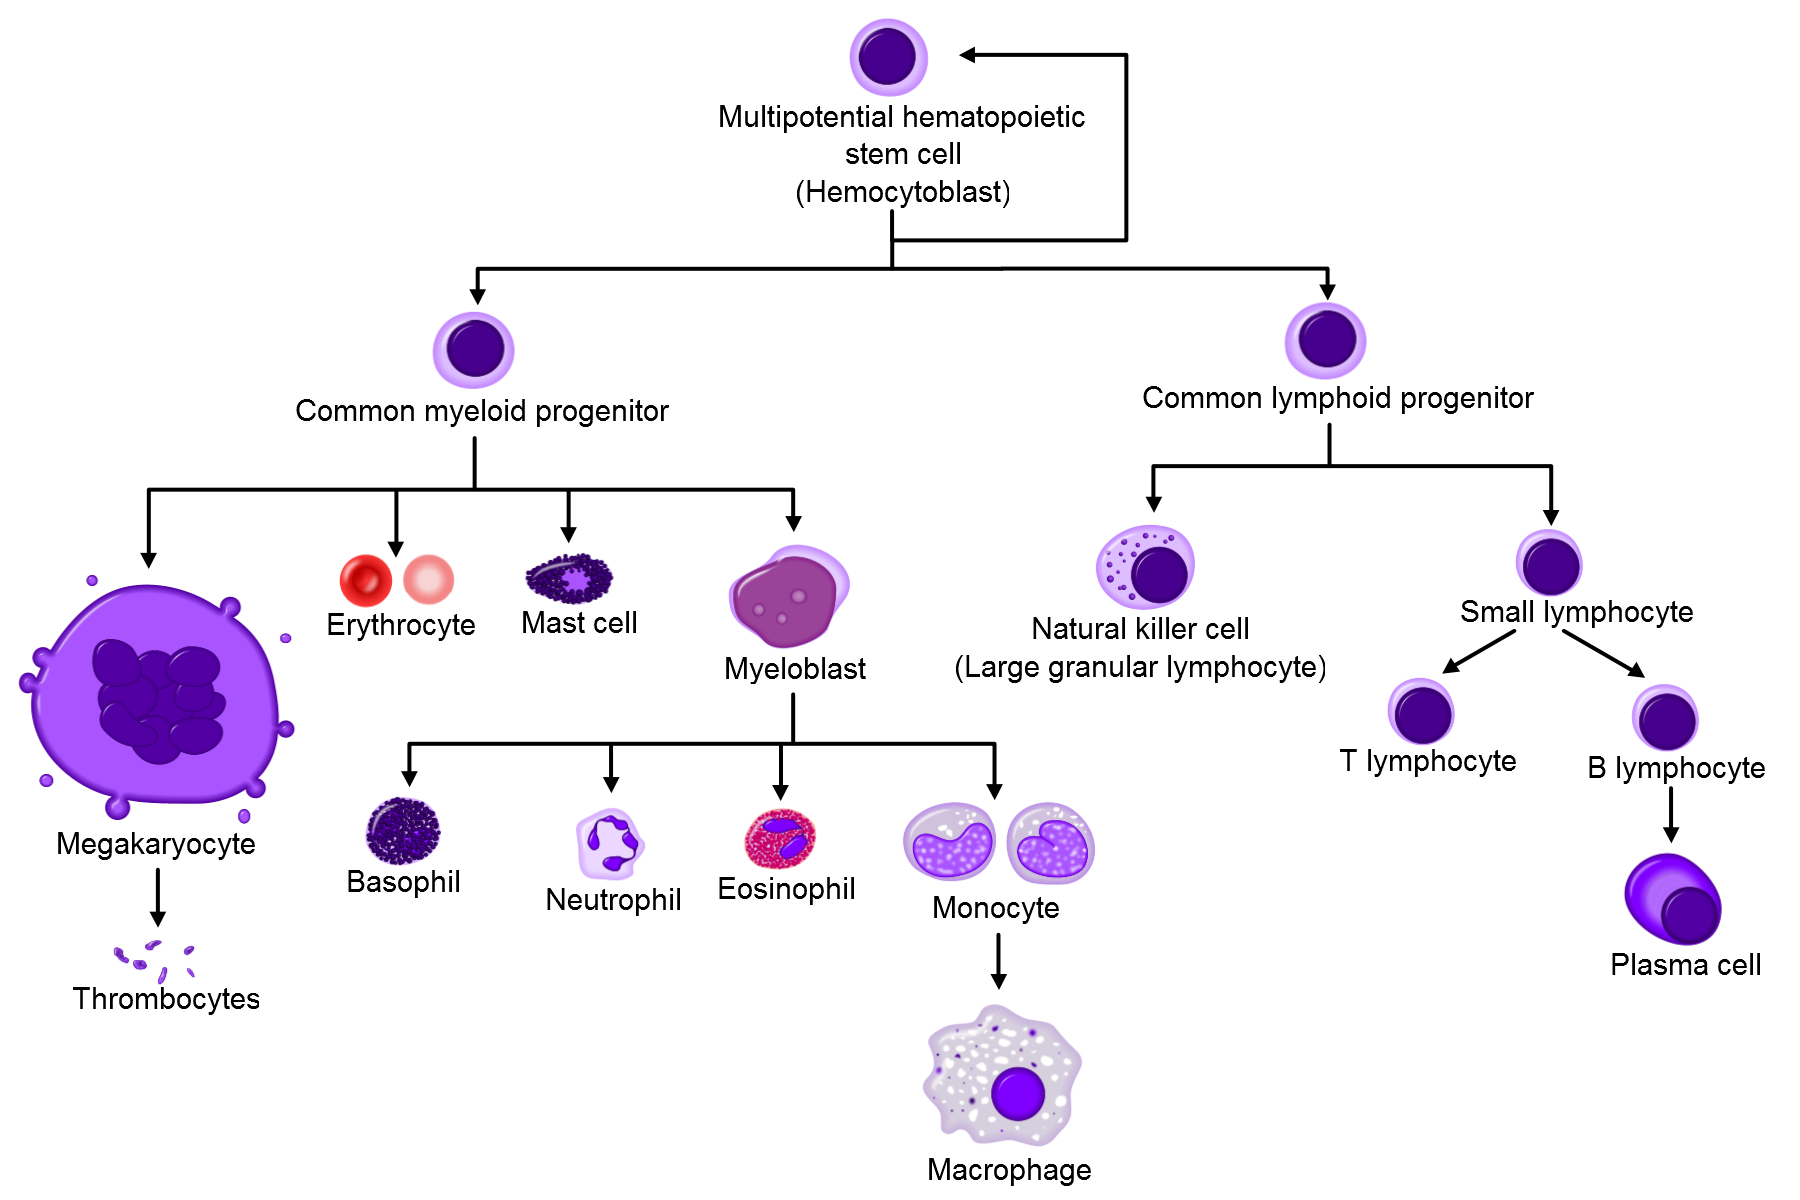 Multipotential hematopoietic
stem cell
(Hemocytoblast)
Common myeloid progenitor
Common lymphoid progenitor
Erythrocyte
Mast cell
Myeloblast
Natural killer cell
(Large granular lymphocyte)
Small lymphocyte
T lymphocyte
B lymphocyte
Megakaryocyte
Basophil
Neutrophil
Eosinophil
Monocyte
Plasma cell
Thrombocytes
Macrophage